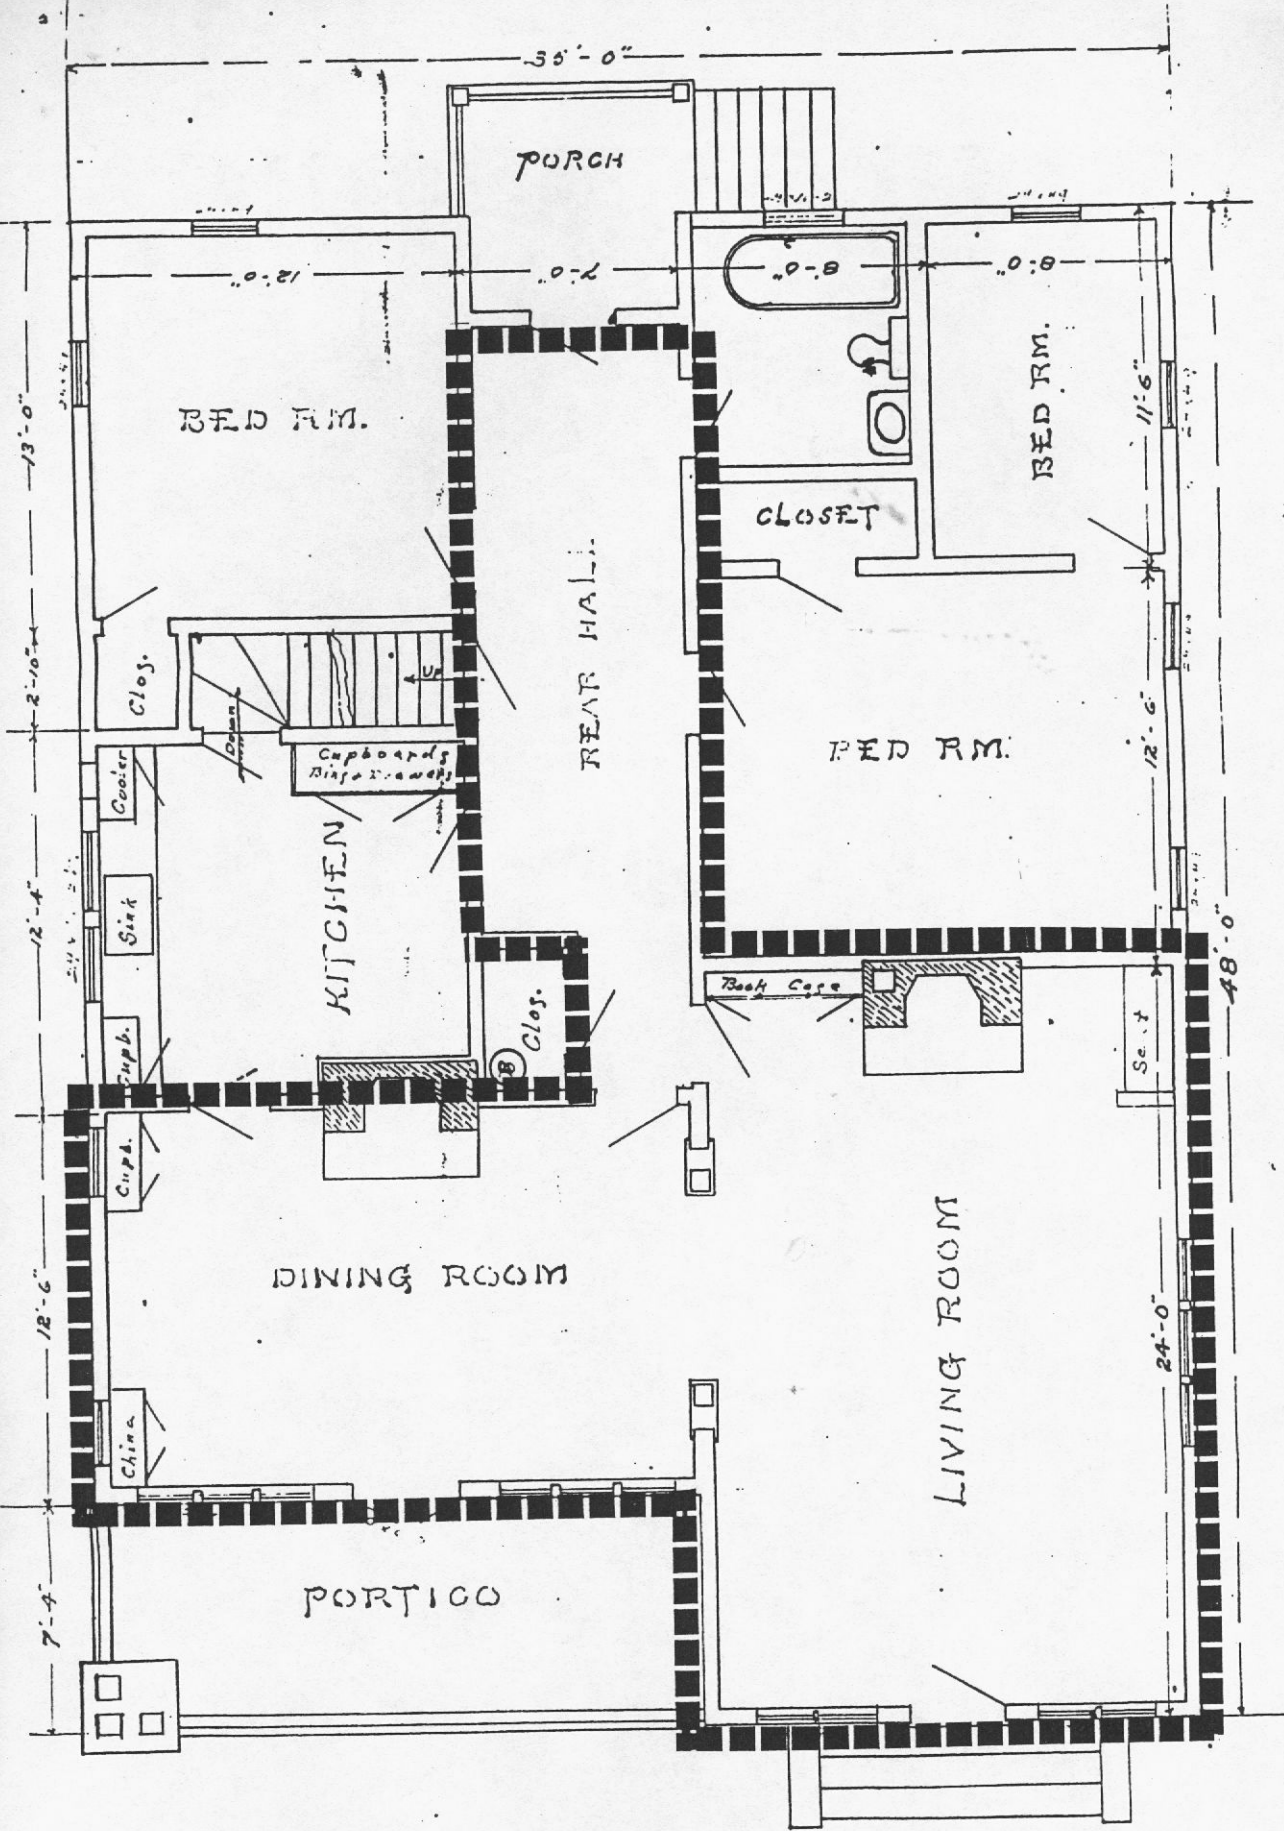 35'-0"
PORCH
12'-0"
7'-0"
8'-0"
8'-0"
13'-0"
BED RM.
BED RM.
11'-6"
CLOSET
REAR HALL
2'-10"
Clos.
UP
Down
BED RM.
12'-6"
Cupboards
Bins & Drawers
Cooler
KITCHEN
12'-4"
Sink
48'-0"
Clos.
B
Book Case
Seat
Cupb.
Cupb.
DINING ROOM
LIVING ROOM
12'-6"
24'-0"
China
PORTICO
7'-4"